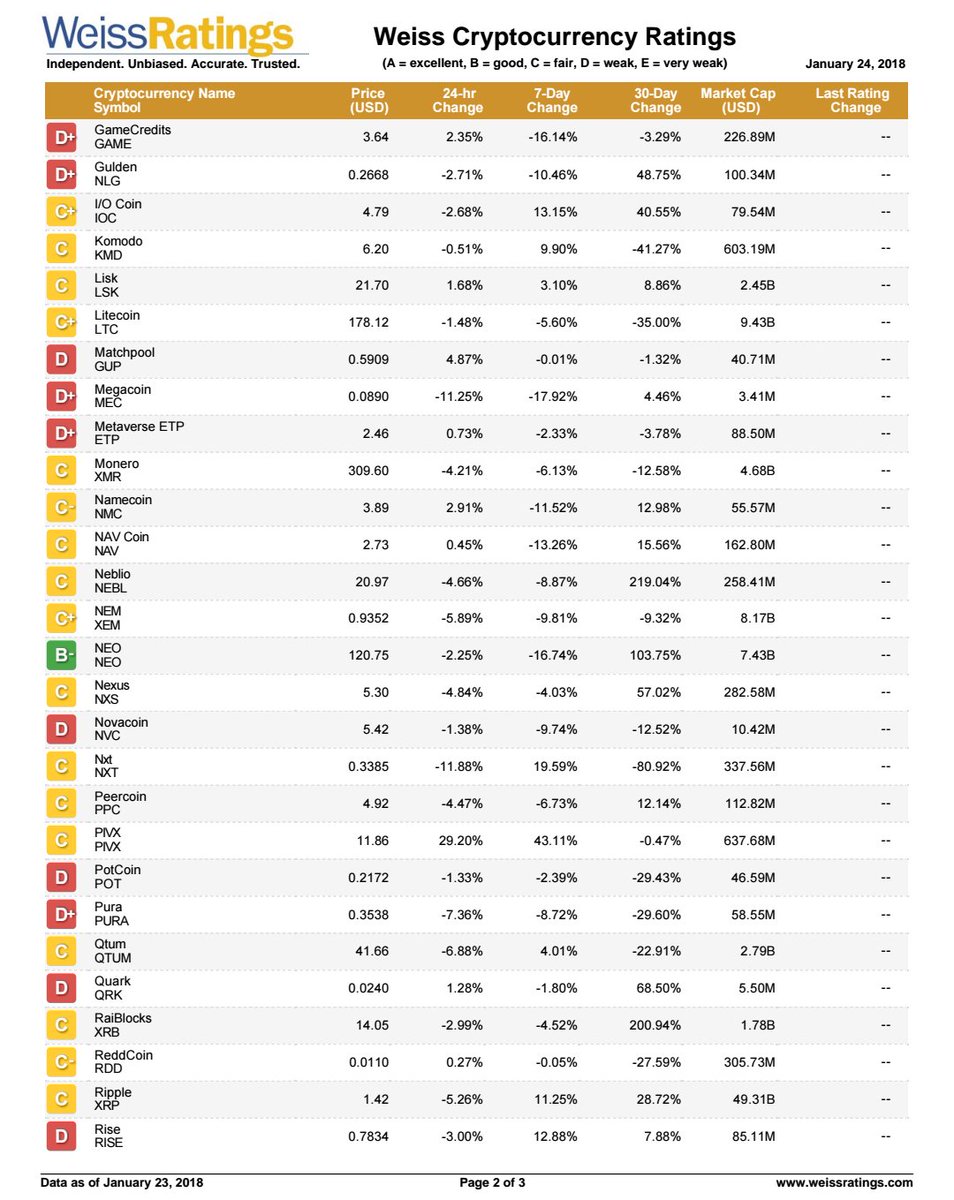 WeissRatings
Independent. Unbiased. Accurate. Trusted.
Weiss Cryptocurrency Ratings
(A = excellent, B = good, C = fair, D = weak, E = very weak)
January 24, 2018
Cryptocurrency Name Symbol Price (USD) 24-hr Change 7-Day Change 30-Day Change Market Cap (USD) Last Rating Change
D+ GameCredits GAME 3.64 2.35% -16.14% -3.29% 226.89M --
D+ Gulden NLG 0.2668 -2.71% -10.46% 48.75% 100.34M --
C+ I/O Coin IOC 4.79 -2.68% 13.15% 40.55% 79.54M --
C Komodo KMD 6.20 -0.51% 9.90% -41.27% 603.19M --
C Lisk LSK 21.70 1.68% 3.10% 8.86% 2.45B --
C+ Litecoin LTC 178.12 -1.48% -5.60% -35.00% 9.43B --
D Matchpool GUP 0.5909 4.87% -0.01% -1.32% 40.71M --
D+ Megacoin MEC 0.0890 -11.25% -17.92% 4.46% 3.41M --
D+ Metaverse ETP ETP 2.46 0.73% -2.33% -3.78% 88.50M --
C Monero XMR 309.60 -4.21% -6.13% -12.58% 4.68B --
C- Namecoin NMC 3.89 2.91% -11.52% 12.98% 55.57M --
C NAV Coin NAV 2.73 0.45% -13.26% 15.56% 162.80M --
C Neblio NEBL 20.97 -4.66% -8.87% 219.04% 258.41M --
C+ NEM XEM 0.9352 -5.89% -9.81% -9.32% 8.17B --
B- NEO NEO 120.75 -2.25% -16.74% 103.75% 7.43B --
C Nexus NXS 5.30 -4.84% -4.03% 57.02% 282.58M --
D Novacoin NVC 5.42 -1.38% -9.74% -12.52% 10.42M --
C Nxt NXT 0.3385 -11.88% 19.59% -80.92% 337.56M --
C Peercoin PPC 4.92 -4.47% -6.73% 12.14% 112.82M --
C PIVX PIVX 11.86 29.20% 43.11% -0.47% 637.68M --
D PotCoin POT 0.2172 -1.33% -2.39% -29.43% 46.59M --
D+ Pura PURA 0.3538 -7.36% -8.72% -29.60% 58.55M --
C Qtum QTUM 41.66 -6.88% 4.01% -22.91% 2.79B --
D Quark QRK 0.0240 1.28% -1.80% 68.50% 5.50M --
C RaiBlocks XRB 14.05 -2.99% -4.52% 200.94% 1.78B --
C- ReddCoin RDD 0.0110 0.27% -0.05% -27.59% 305.73M --
C Ripple XRP 1.42 -5.26% 11.25% 28.72% 49.31B --
D Rise RISE 0.7834 -3.00% 12.88% 7.88% 85.11M --
Data as of January 23, 2018
Page 2 of 3
www.weissratings.com